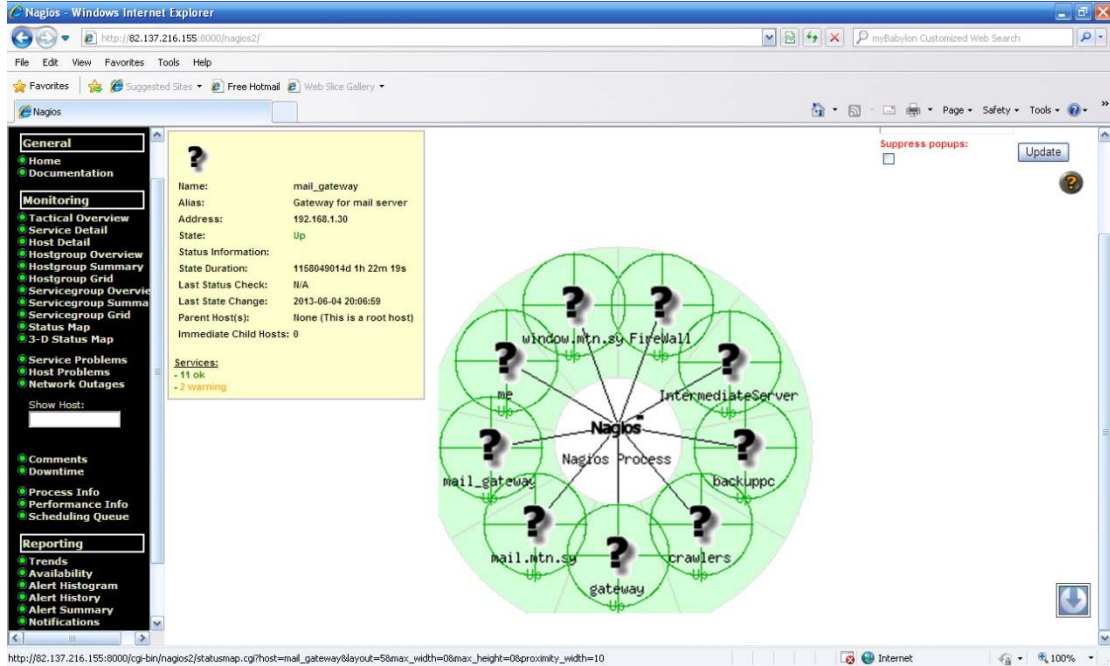 Nagios - Windows Internet Explorer
http://82.137.216.155:8000/nagios2/
myBabylon Customized Web Search
File Edit View Favorites Tools Help
Favorites Suggested Sites Free Hotmail Web Slice Gallery
Nagios
Page Safety Tools
General
Home
Documentation
Monitoring
Tactical Overview
Service Detail
Host Detail
Hostgroup Overview
Hostgroup Summary
Hostgroup Grid
Servicegroup Overvie
Servicegroup Summa
Servicegroup Grid
Status Map
3-D Status Map
Service Problems
Host Problems
Network Outages
Show Host:
Comments
Downtime
Process Info
Performance Info
Scheduling Queue
Reporting
Trends
Availability
Alert Histogram
Alert History
Alert Summary
Notifications
?
Name: mail_gateway
Alias: Gateway for mail server
Address: 192.168.1.30
State: Up
Status Information:
State Duration: 1158049014d 1h 22m 19s
Last Status Check: N/A
Last State Change: 2013-06-04 20:06:59
Parent Host(s): None (This is a root host)
Immediate Child Hosts: 0
Services:
- 11 ok
- 2 warning
Suppress popups:
Update
?
window.mtn.sy FireWall
Up Up
me IntermediateServer
Up Up
Nagios
Nagios Process
mail_gateway backuppc
Up Up
mail.mtn.sy crawlers
Up Up
gateway
Up
http://82.137.216.155:8000/cgi-bin/nagios2/statusmap.cgi?host=mail_gateway&layout=5&max_width=0&max_height=0&proximity_width=10
Internet 100%